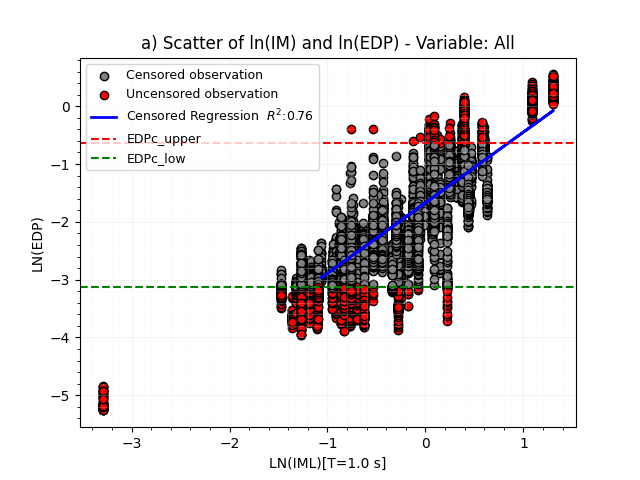 a) Scatter of ln(IM) and ln(EDP) - Variable: All
Censored observation
Uncensored observation
Censored Regression R²:0.76
EDPc_upper
EDPc_low
LN(EDP)
0
−1
−2
−3
−4
−5
−3
−2
−1
0
1
LN(IML)[T=1.0 s]